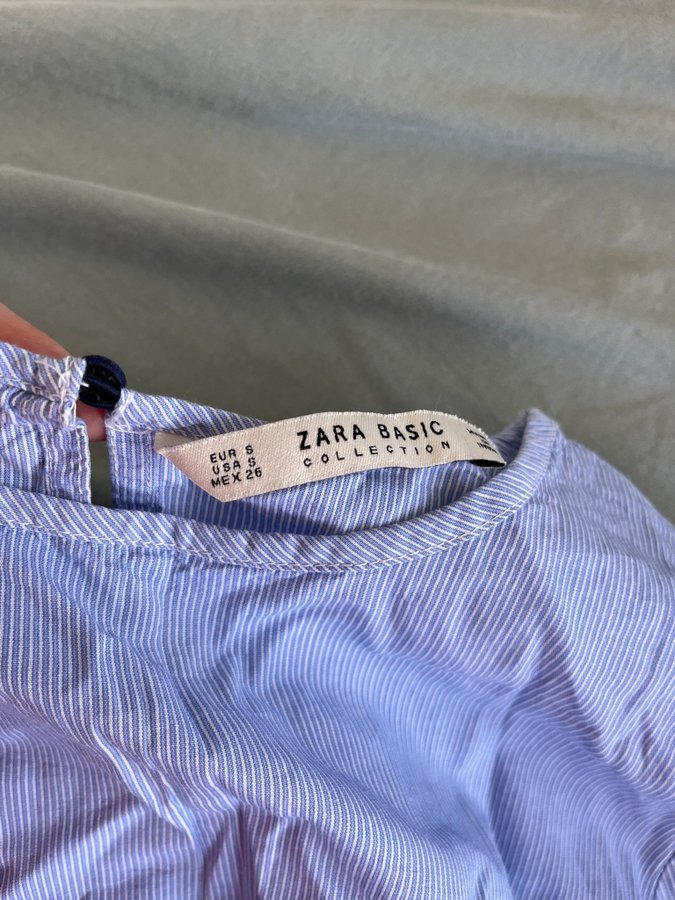 EUR S
USA S
MEX 26
ZARA BASIC
COLLECTION